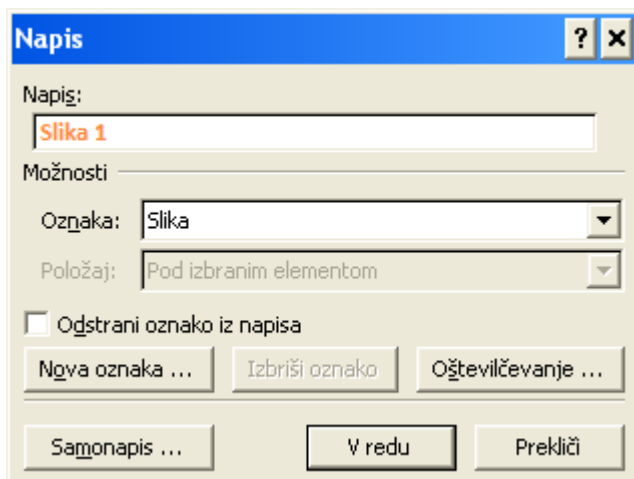 Napis
Napis:
Slika 1
Možnosti
Oznaka: Slika
Položaj: Pod izbranim elementom
Odstrani oznako iz napisa
Nova oznaka ... Izbriši oznako Oštevilčevanje ...
Samonapis ... V redu Prekliči